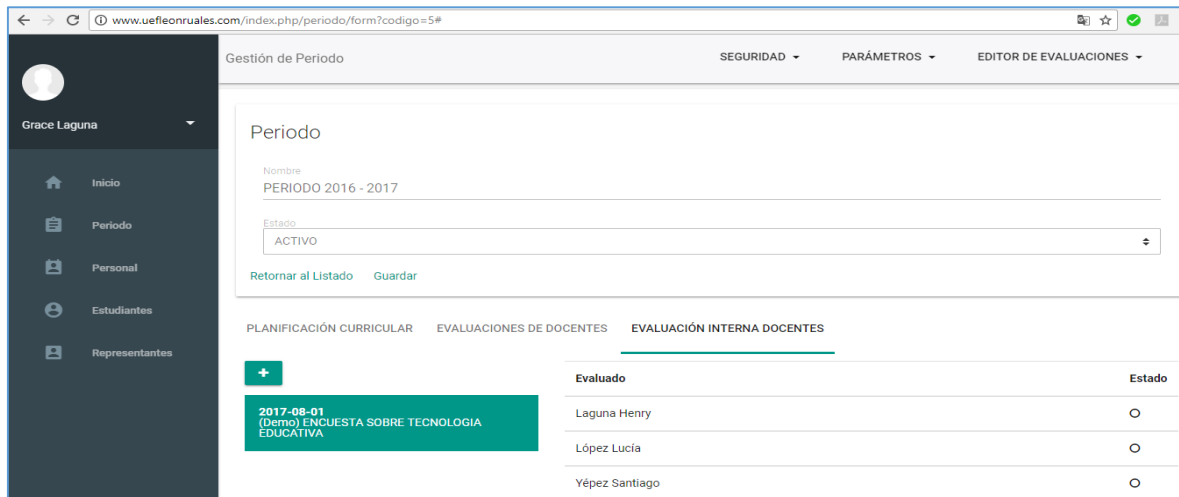 www.uefleonruales.com/index.php/periodo/form?codigo=5#
Gestión de Periodo
SEGURIDAD
PARÁMETROS
EDITOR DE EVALUACIONES
Grace Laguna
Inicio
Periodo
Personal
Estudiantes
Representantes
Periodo
Nombre
PERIODO 2016 - 2017
Estado
ACTIVO
Retornar al Listado Guardar
PLANIFICACIÓN CURRICULAR EVALUACIONES DE DOCENTES EVALUACIÓN INTERNA DOCENTES
+
2017-08-01
(Demo) ENCUESTA SOBRE TECNOLOGIA
EDUCATIVA
Evaluado Estado
Laguna Henry
López Lucía
Yépez Santiago